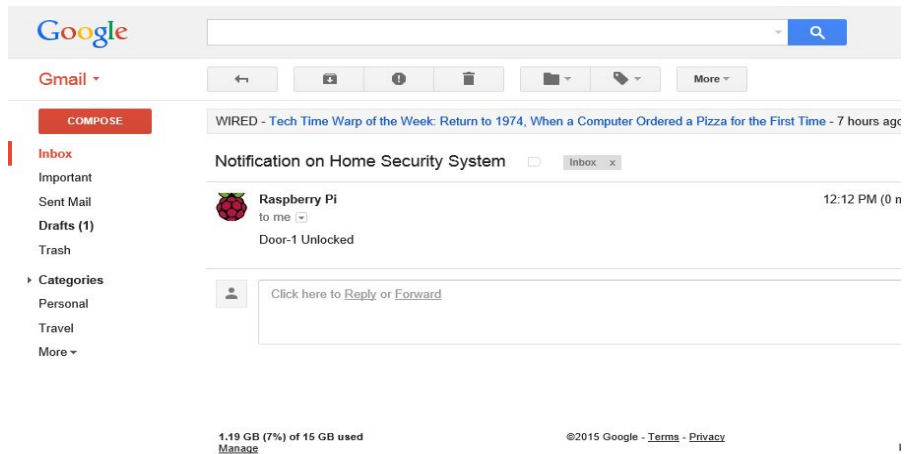 Google
Gmail
More
COMPOSE
WIRED - Tech Time Warp of the Week: Return to 1974, When a Computer Ordered a Pizza for the First Time - 7 hours ago
Inbox
Notification on Home Security System Inbox x
Important
Sent Mail
Raspberry Pi 12:12 PM (0
to me
Drafts (1)
Door-1 Unlocked
Trash
Categories
Personal
Click here to Reply or Forward
Travel
More
1.19 GB (7%) of 15 GB used
Manage
©2015 Google - Terms - Privacy